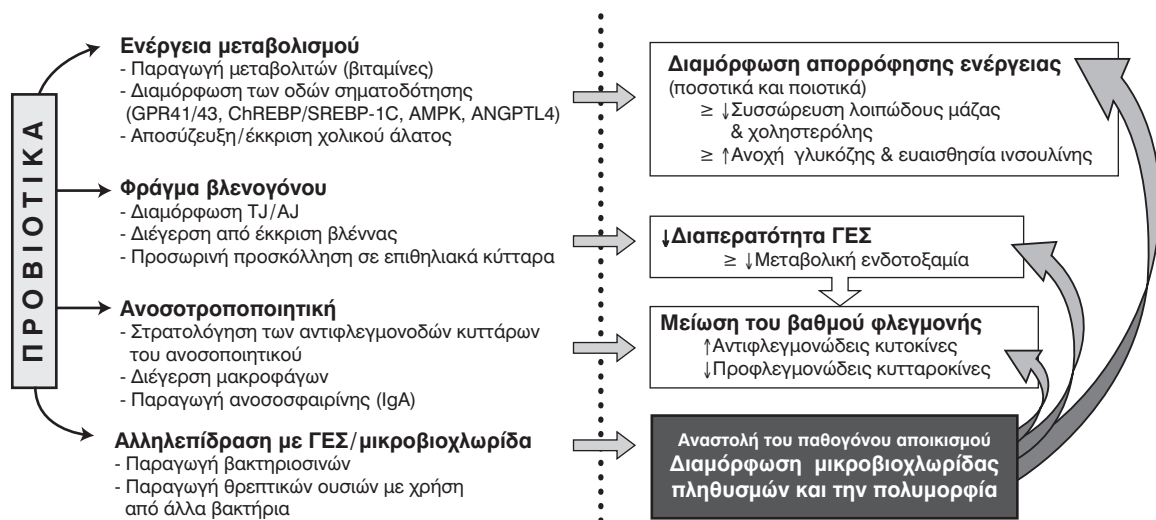 ΠΡΟΒΙΟΤΙΚΑ
Ενέργεια μεταβολισμού
- Παραγωγή μεταβολιτών (βιταμίνες)
- Διαμόρφωση των οδών σηματοδότησης
(GPR41/43, ChREBP/SREBP-1C, AMPK, ANGPTL4)
- Αποσύζευξη/έκκριση χολικού άλατος
Φράγμα βλενογόνου
- Διαμόρφωση TJ/AJ
- Διέγερση από έκκριση βλέννας
- Προσωρινή προσκόλληση σε επιθηλιακά κύτταρα
Ανοσοτροποποιητική
- Στρατολόγηση των αντιφλεγμονοδών κυττάρων
του ανοσοποιητικού
- Διέγερση μακροφάγων
- Παραγωγή ανοσοσφαιρίνης (IgA)
Αλληλεπίδραση με ΓΕΣ/μικροβιοχλωρίδα
- Παραγωγή βακτηριοσινών
- Παραγωγή θρεπτικών ουσιών με χρήση
από άλλα βακτήρια
Διαμόρφωση απορρόφησης ενέργειας
(ποσοτικά και ποιοτικά)
≥ ↓Συσσώρευση λοιπώδους μάζας
& χοληστερόλης
≥ ↑Ανοχή γλυκόζης & ευαισθησία ινσουλίνης
↓Διαπερατότητα ΓΕΣ
≥ ↓Μεταβολική ενδοτοξαμία
Μείωση του βαθμού φλεγμονής
↑Αντιφλεγμονώδεις κυτοκίνες
↓Προφλεγμονώδεις κυτταροκίνες
Αναστολή του παθογόνου αποικισμού
Διαμόρφωση μικροβιοχλωρίδας
πληθυσμών και την πολυμορφία